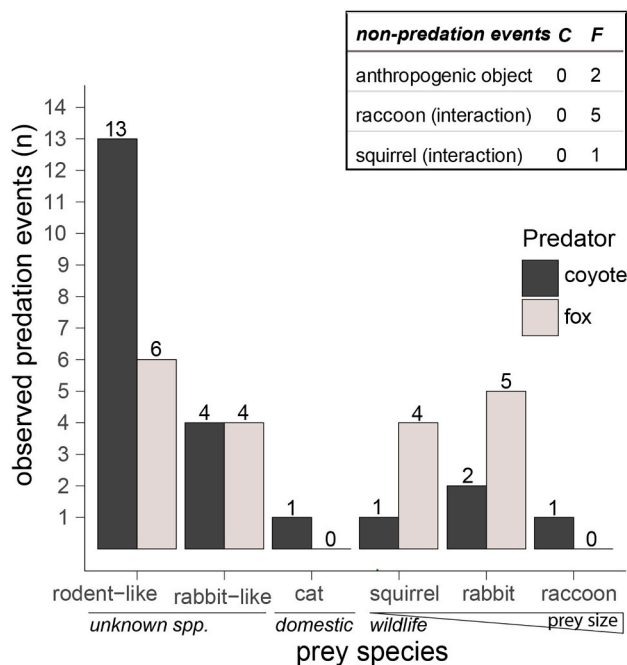 non-predation events C F
anthropogenic object 0 2
raccoon (interaction) 0 5
squirrel (interaction) 0 1
observed predation events (n)
14
13
12
11
10
9
8
7
6
5
4
3
2
1
13
6
4
4
1
0
1
4
2
5
1
0
Predator
coyote
fox
rodent-like rabbit-like cat squirrel rabbit raccoon
unknown spp. domestic wildlife prey size
prey species